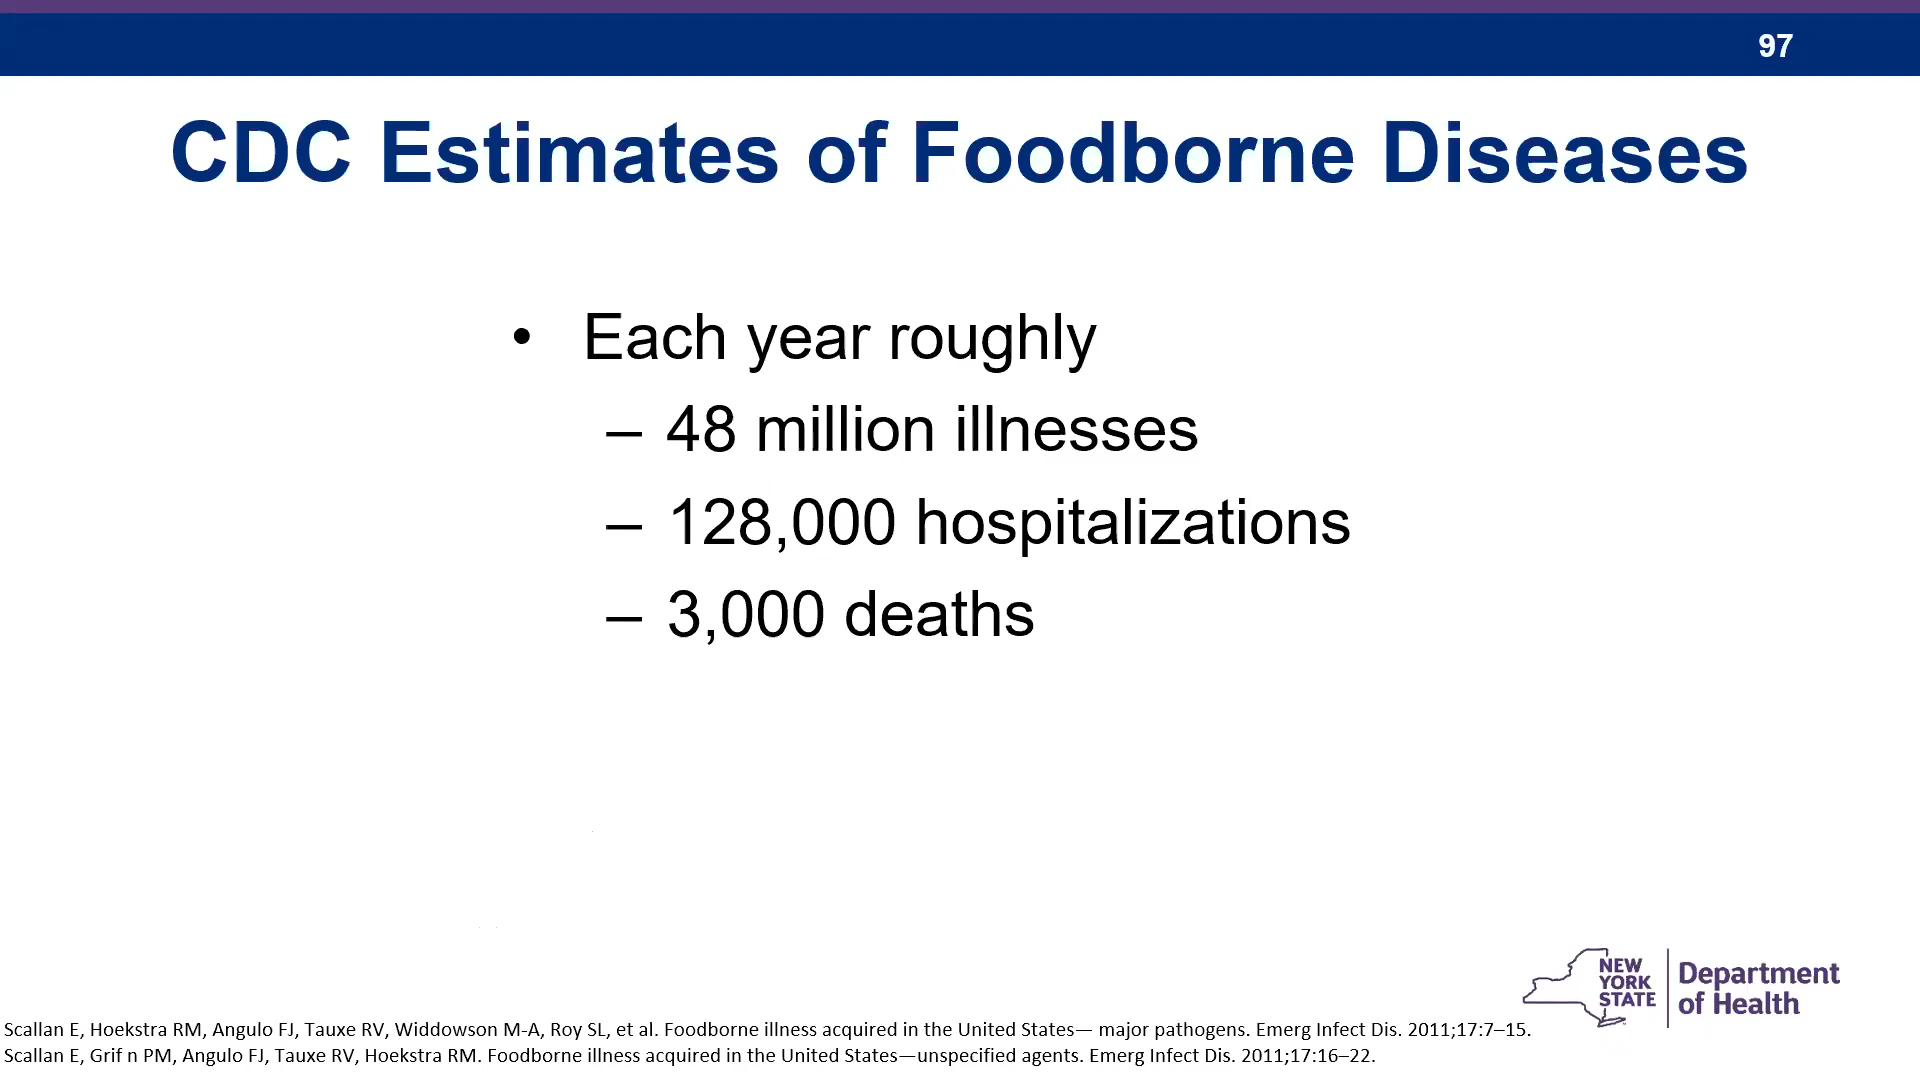 97
CDC Estimates of Foodborne Diseases
• Each year roughly
– 48 million illnesses
– 128,000 hospitalizations
– 3,000 deaths
NEW
YORK
STATE
Department
of Health
Scallan E, Hoekstra RM, Angulo FJ, Tauxe RV, Widdowson M-A, Roy SL, et al. Foodborne illness acquired in the United States— major pathogens. Emerg Infect Dis. 2011;17:7–15.
Scallan E, Grif n PM, Angulo FJ, Tauxe RV, Hoekstra RM. Foodborne illness acquired in the United States—unspecified agents. Emerg Infect Dis. 2011;17:16–22.